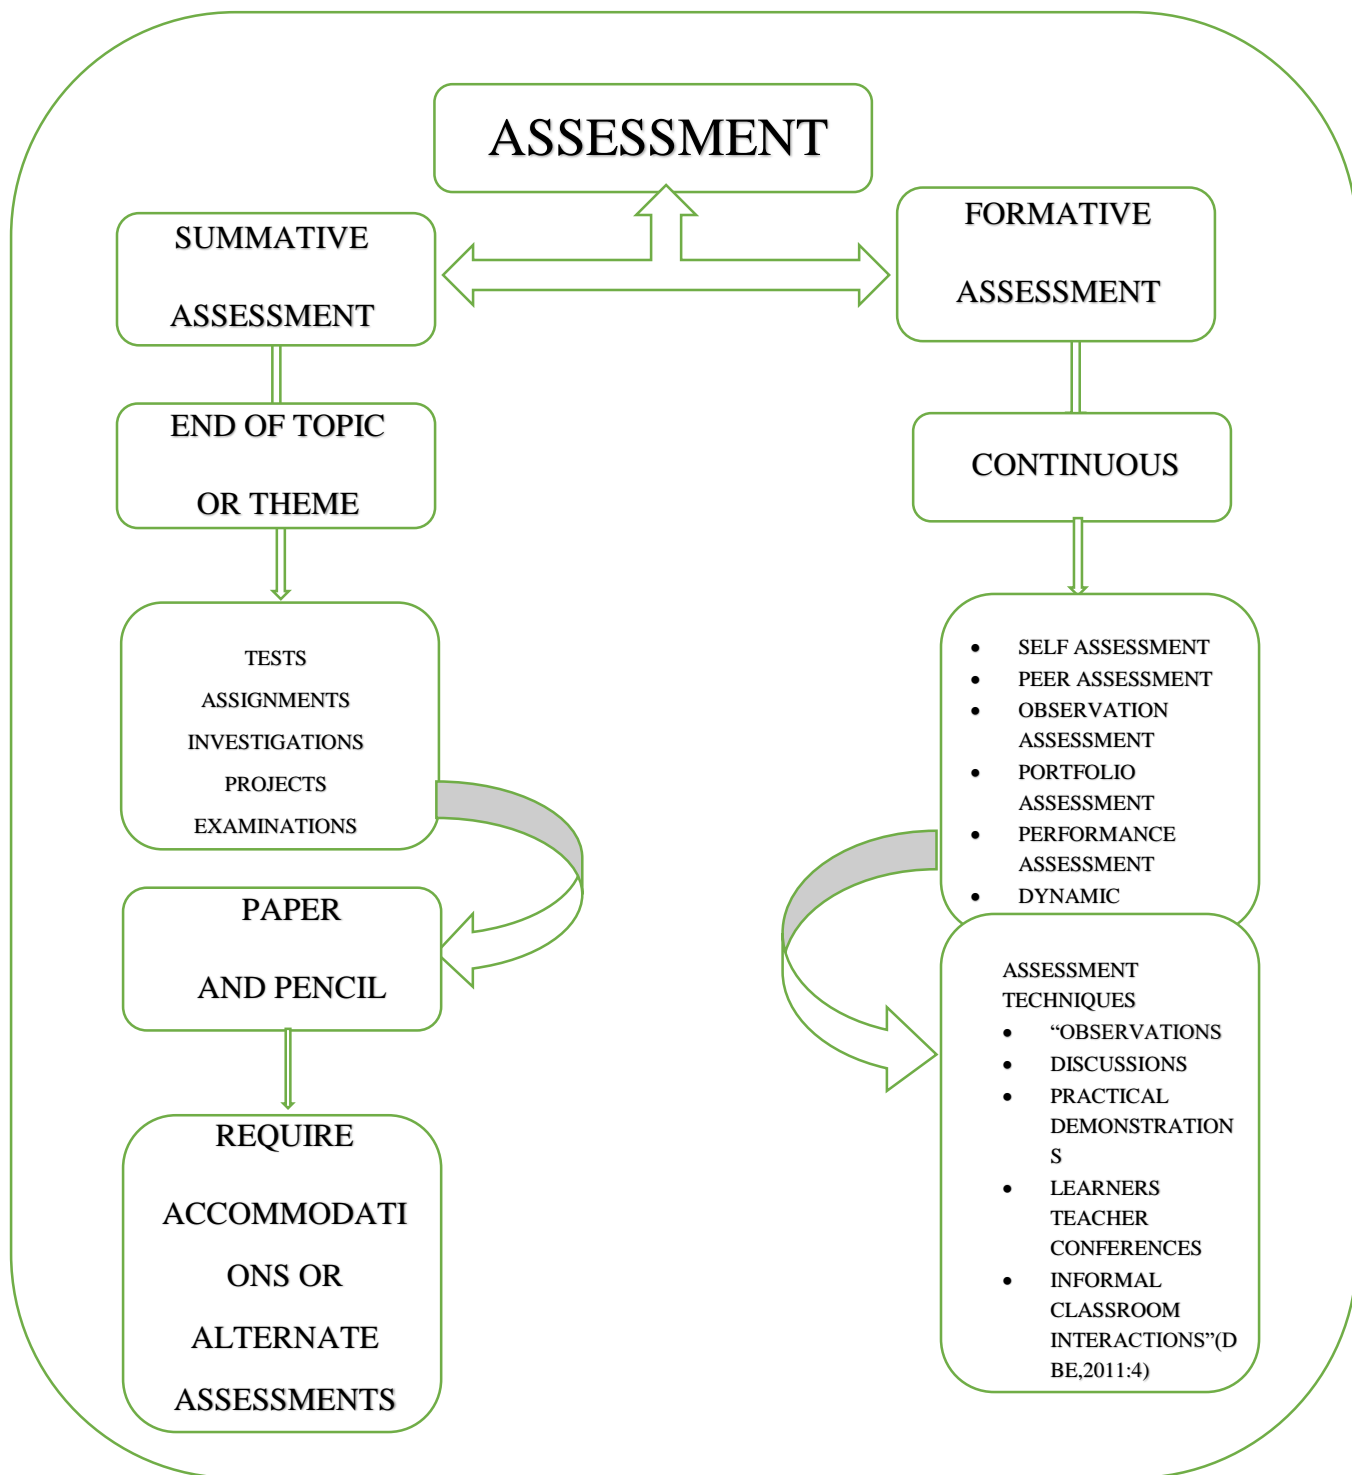 ASSESSMENT
SUMMATIVE
ASSESSMENT
END OF TOPIC
OR THEME
TESTS
ASSIGNMENTS
INVESTIGATIONS
PROJECTS
EXAMINATIONS
PAPER
AND PENCIL
REQUIRE
ACCOMMODATI
ONS OR
ALTERNATE
ASSESSMENTS
FORMATIVE
ASSESSMENT
CONTINUOUS
• SELF ASSESSMENT
• PEER ASSESSMENT
• OBSERVATION
ASSESSMENT
• PORTFOLIO
ASSESSMENT
• PERFORMANCE
ASSESSMENT
• DYNAMIC
ASSESSMENT
TECHNIQUES
• “OBSERVATIONS
• DISCUSSIONS
• PRACTICAL
DEMONSTRATION
S
• LEARNERS
TEACHER
CONFERENCES
• INFORMAL
CLASSROOM
INTERACTIONS”(D
BE,2011:4)